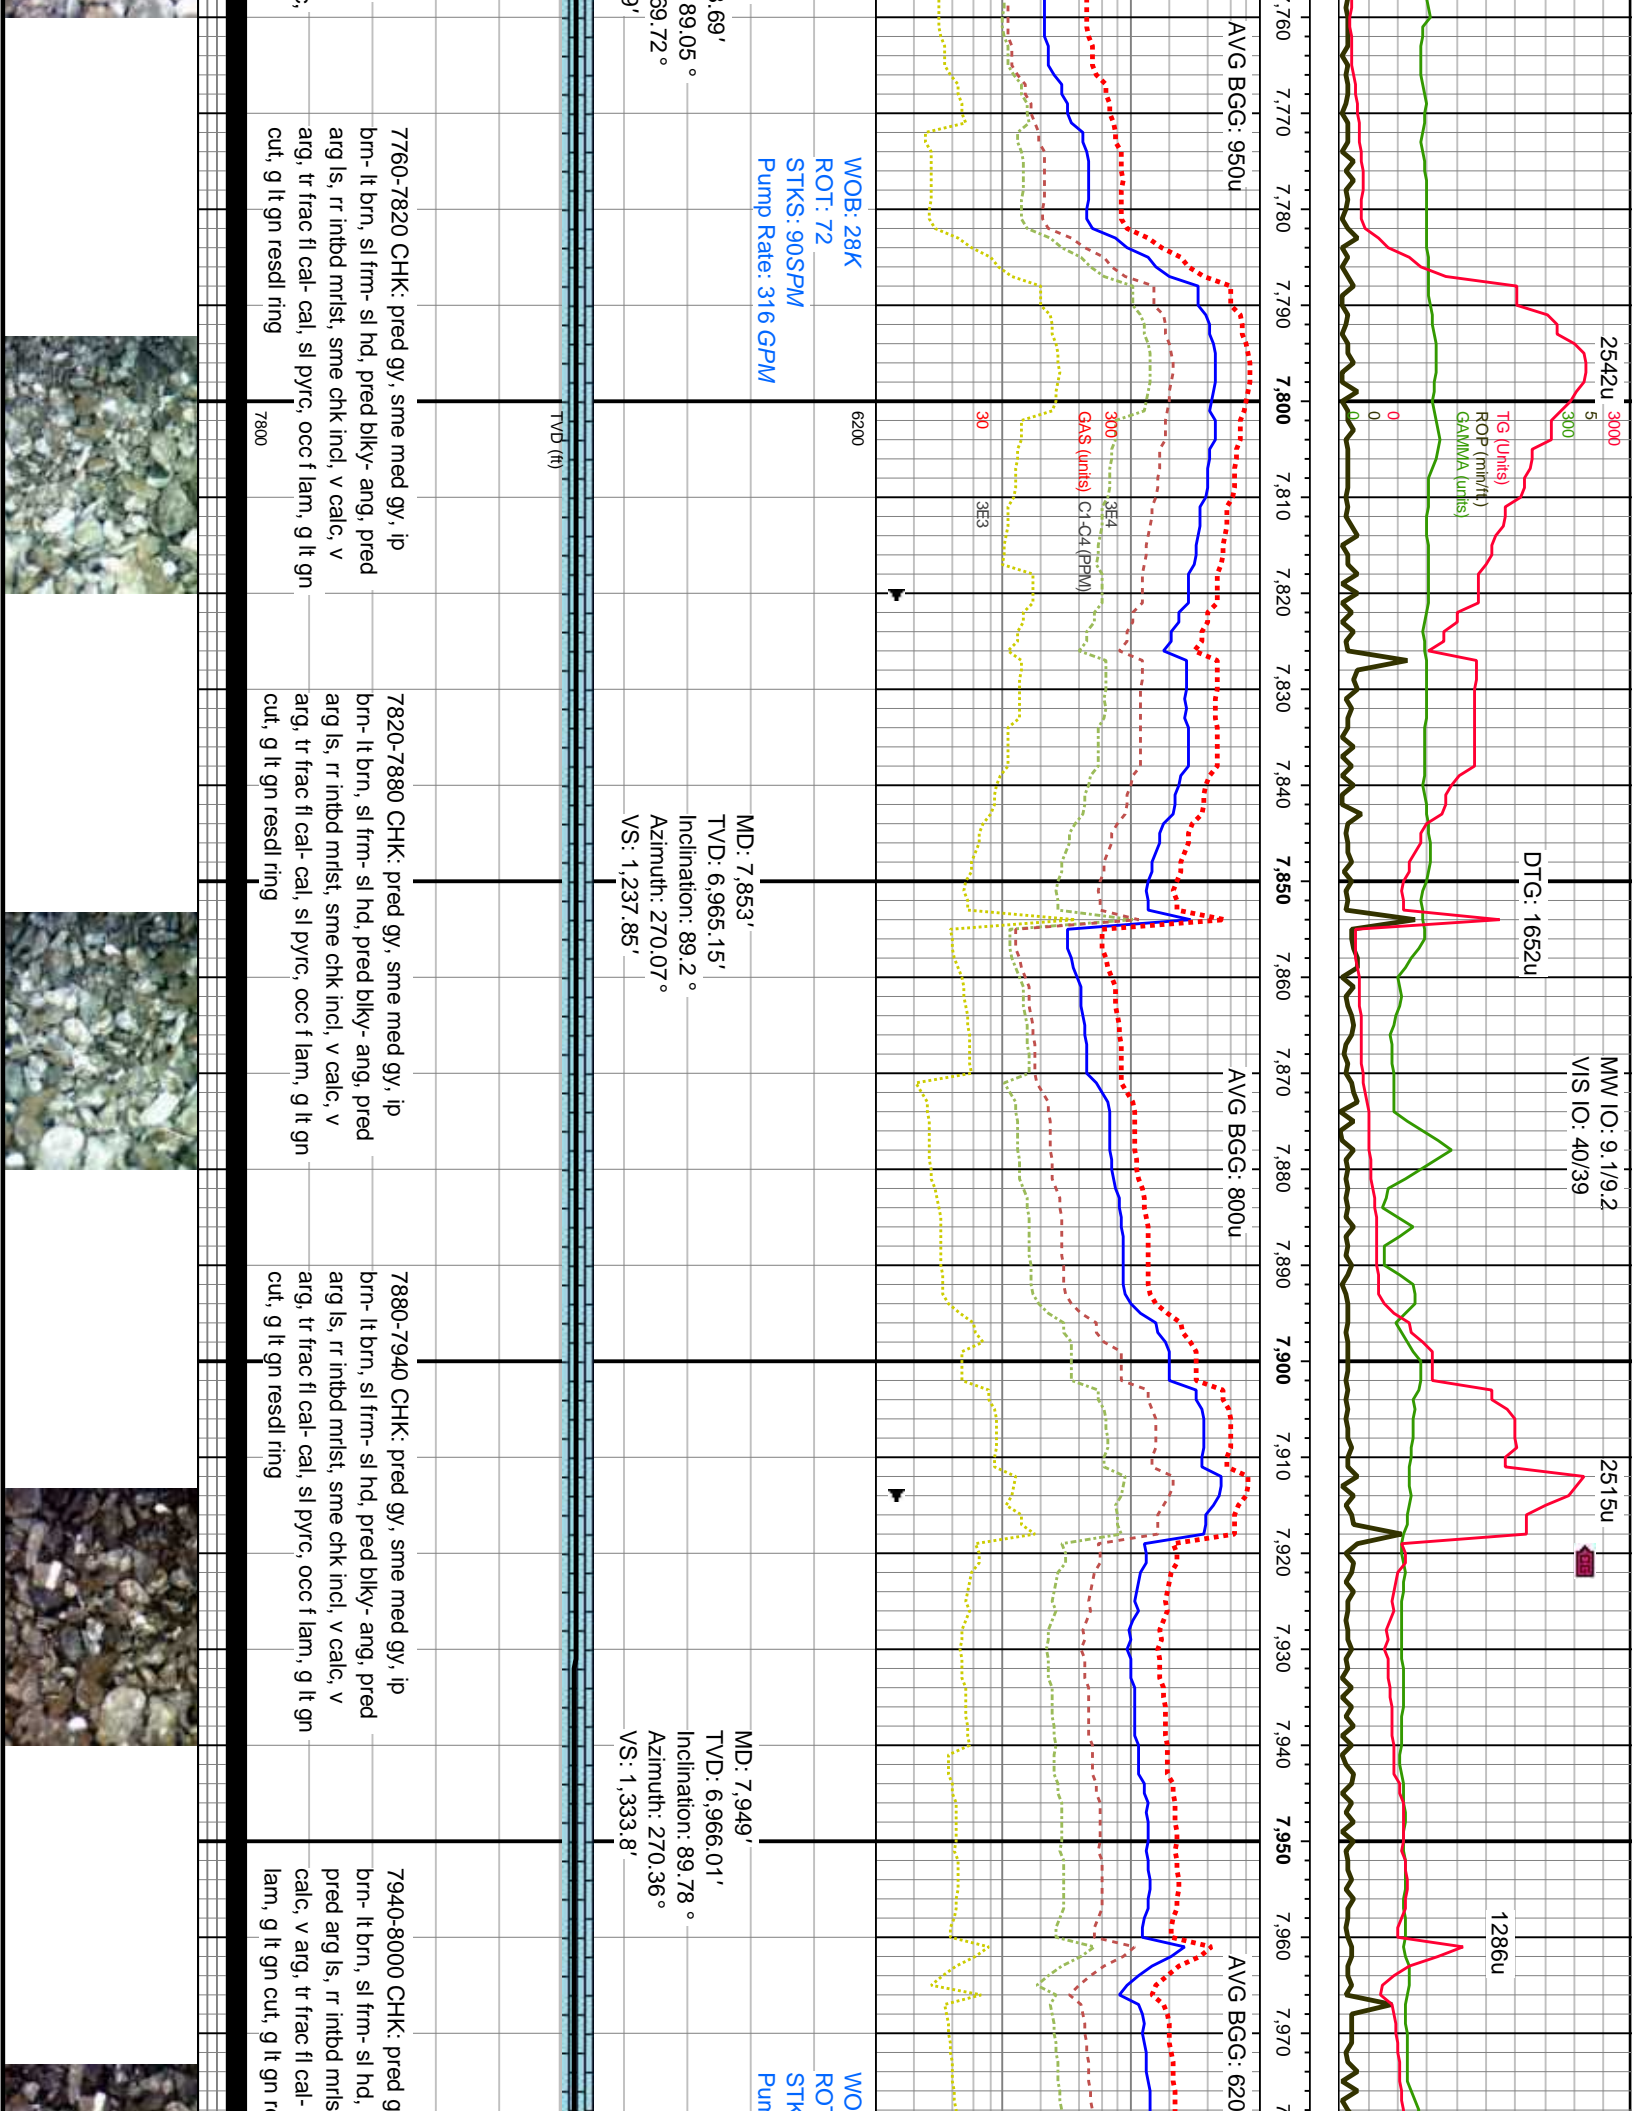 2542u
DTG: 1652u
MW IO: 9.1/9.2
VIS IO: 40/39
2515u
1286u
3000
5
300
TG (Units)
ROP (min/ft.)
GAMMA (units)
0
0
0
7,760
7,770
7,780
7,790
7,800
7,810
7,820
7,830
7,840
7,850
7,860
7,870
7,880
7,890
7,900
7,910
7,920
7,930
7,940
7,950
7,960
7,970
AVG BGG: 950u
AVG BGG: 800u
AVG BGG: 620
300
3E4
GAS (units)
C1-C4 (PPM)
30
3E3
WOB: 28K
ROT: 72
STKS: 90SPM
Pump Rate: 316 GPM
6200
WO
ROT
STK
Pum
.69'
89.05 °
69.72 °
9'
MD: 7,853'
TVD: 6,965.15'
Inclination: 89.2 °
Azimuth: 270.07 °
VS: 1,237.85'
MD: 7,949'
TVD: 6,966.01'
Inclination: 89.78 °
Azimuth: 270.36 °
VS: 1,333.8'
TVD (ft)
7800
7760-7820 CHK: pred gy, sme med gy, ip
brn- lt brn, sl frm- sl hd, pred blky- ang, pred
arg ls, rr intbd mrlst, sme chk incl, v calc, v
arg, tr frac fl cal- cal, sl pyrc, occ f lam, g lt gn
cut, g lt gn resdl ring
7820-7880 CHK: pred gy, sme med gy, ip
brn- lt brn, sl frm- sl hd, pred blky- ang, pred
arg ls, rr intbd mrlst, sme chk incl, v calc, v
arg, tr frac fl cal- cal, sl pyrc, occ f lam, g lt gn
cut, g lt gn resdl ring
7880-7940 CHK: pred gy, sme med gy, ip
brn- lt brn, sl frm- sl hd, pred blky- ang, pred
arg ls, rr intbd mrlst, sme chk incl, v calc, v
arg, tr frac fl cal- cal, sl pyrc, occ f lam, g lt gn
cut, g lt gn resdl ring
7940-8000 CHK: pred g
brn- lt brn, sl frm- sl hd,
pred arg ls, rr intbd mrls
calc, v arg, tr frac fl cal-
lam, g lt gn cut, g lt gn re